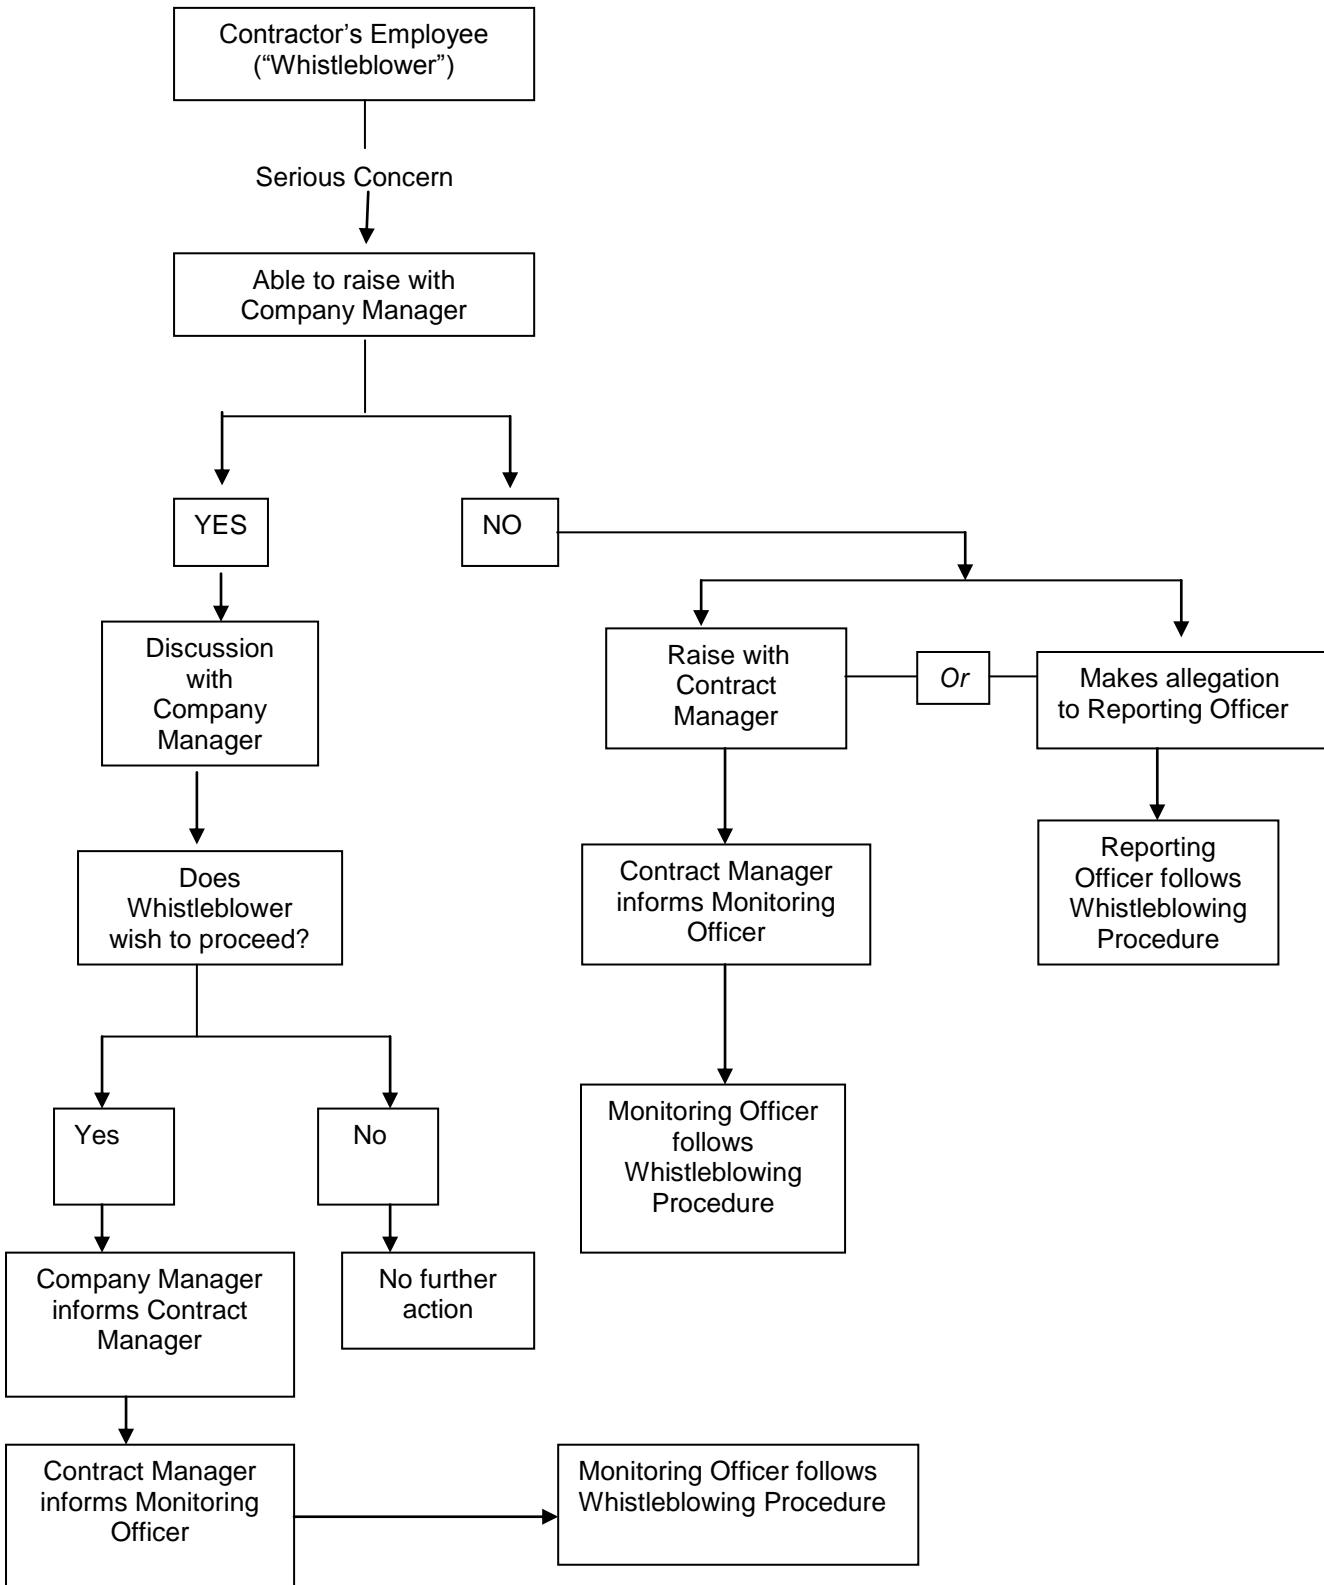 Contractor’s Employee
(“Whistleblower”)
Serious Concern
Able to raise with
Company Manager
YES
NO
Discussion
with
Company
Manager
Raise with
Contract
Manager
Or
Makes allegation
to Reporting Officer
Does
Whistleblower
wish to proceed?
Contract Manager
informs Monitoring
Officer
Reporting
Officer follows
Whistleblowing
Procedure
Yes
No
Monitoring Officer
follows
Whistleblowing
Procedure
Company Manager
informs Contract
Manager
No further
action
Contract Manager
informs Monitoring
Officer
Monitoring Officer follows
Whistleblowing Procedure